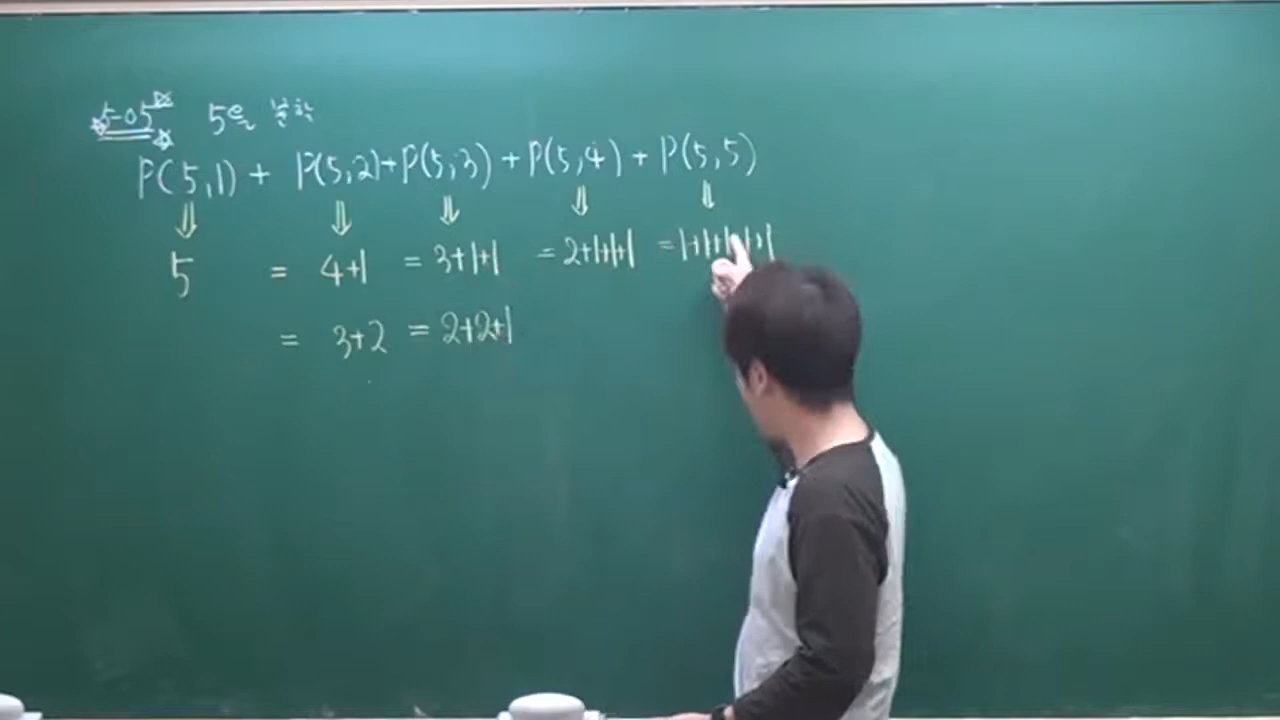 5-05 5을 분할
P(5,1) + P(5,2)+P(5,3) + P(5,4) + P(5,5)
⇓ ⇓ ⇓ ⇓ ⇓
5 = 4+1 = 3+1+1 = 2+1+1+1 = 1+1+1+1+1
= 3+2 = 2+2+1